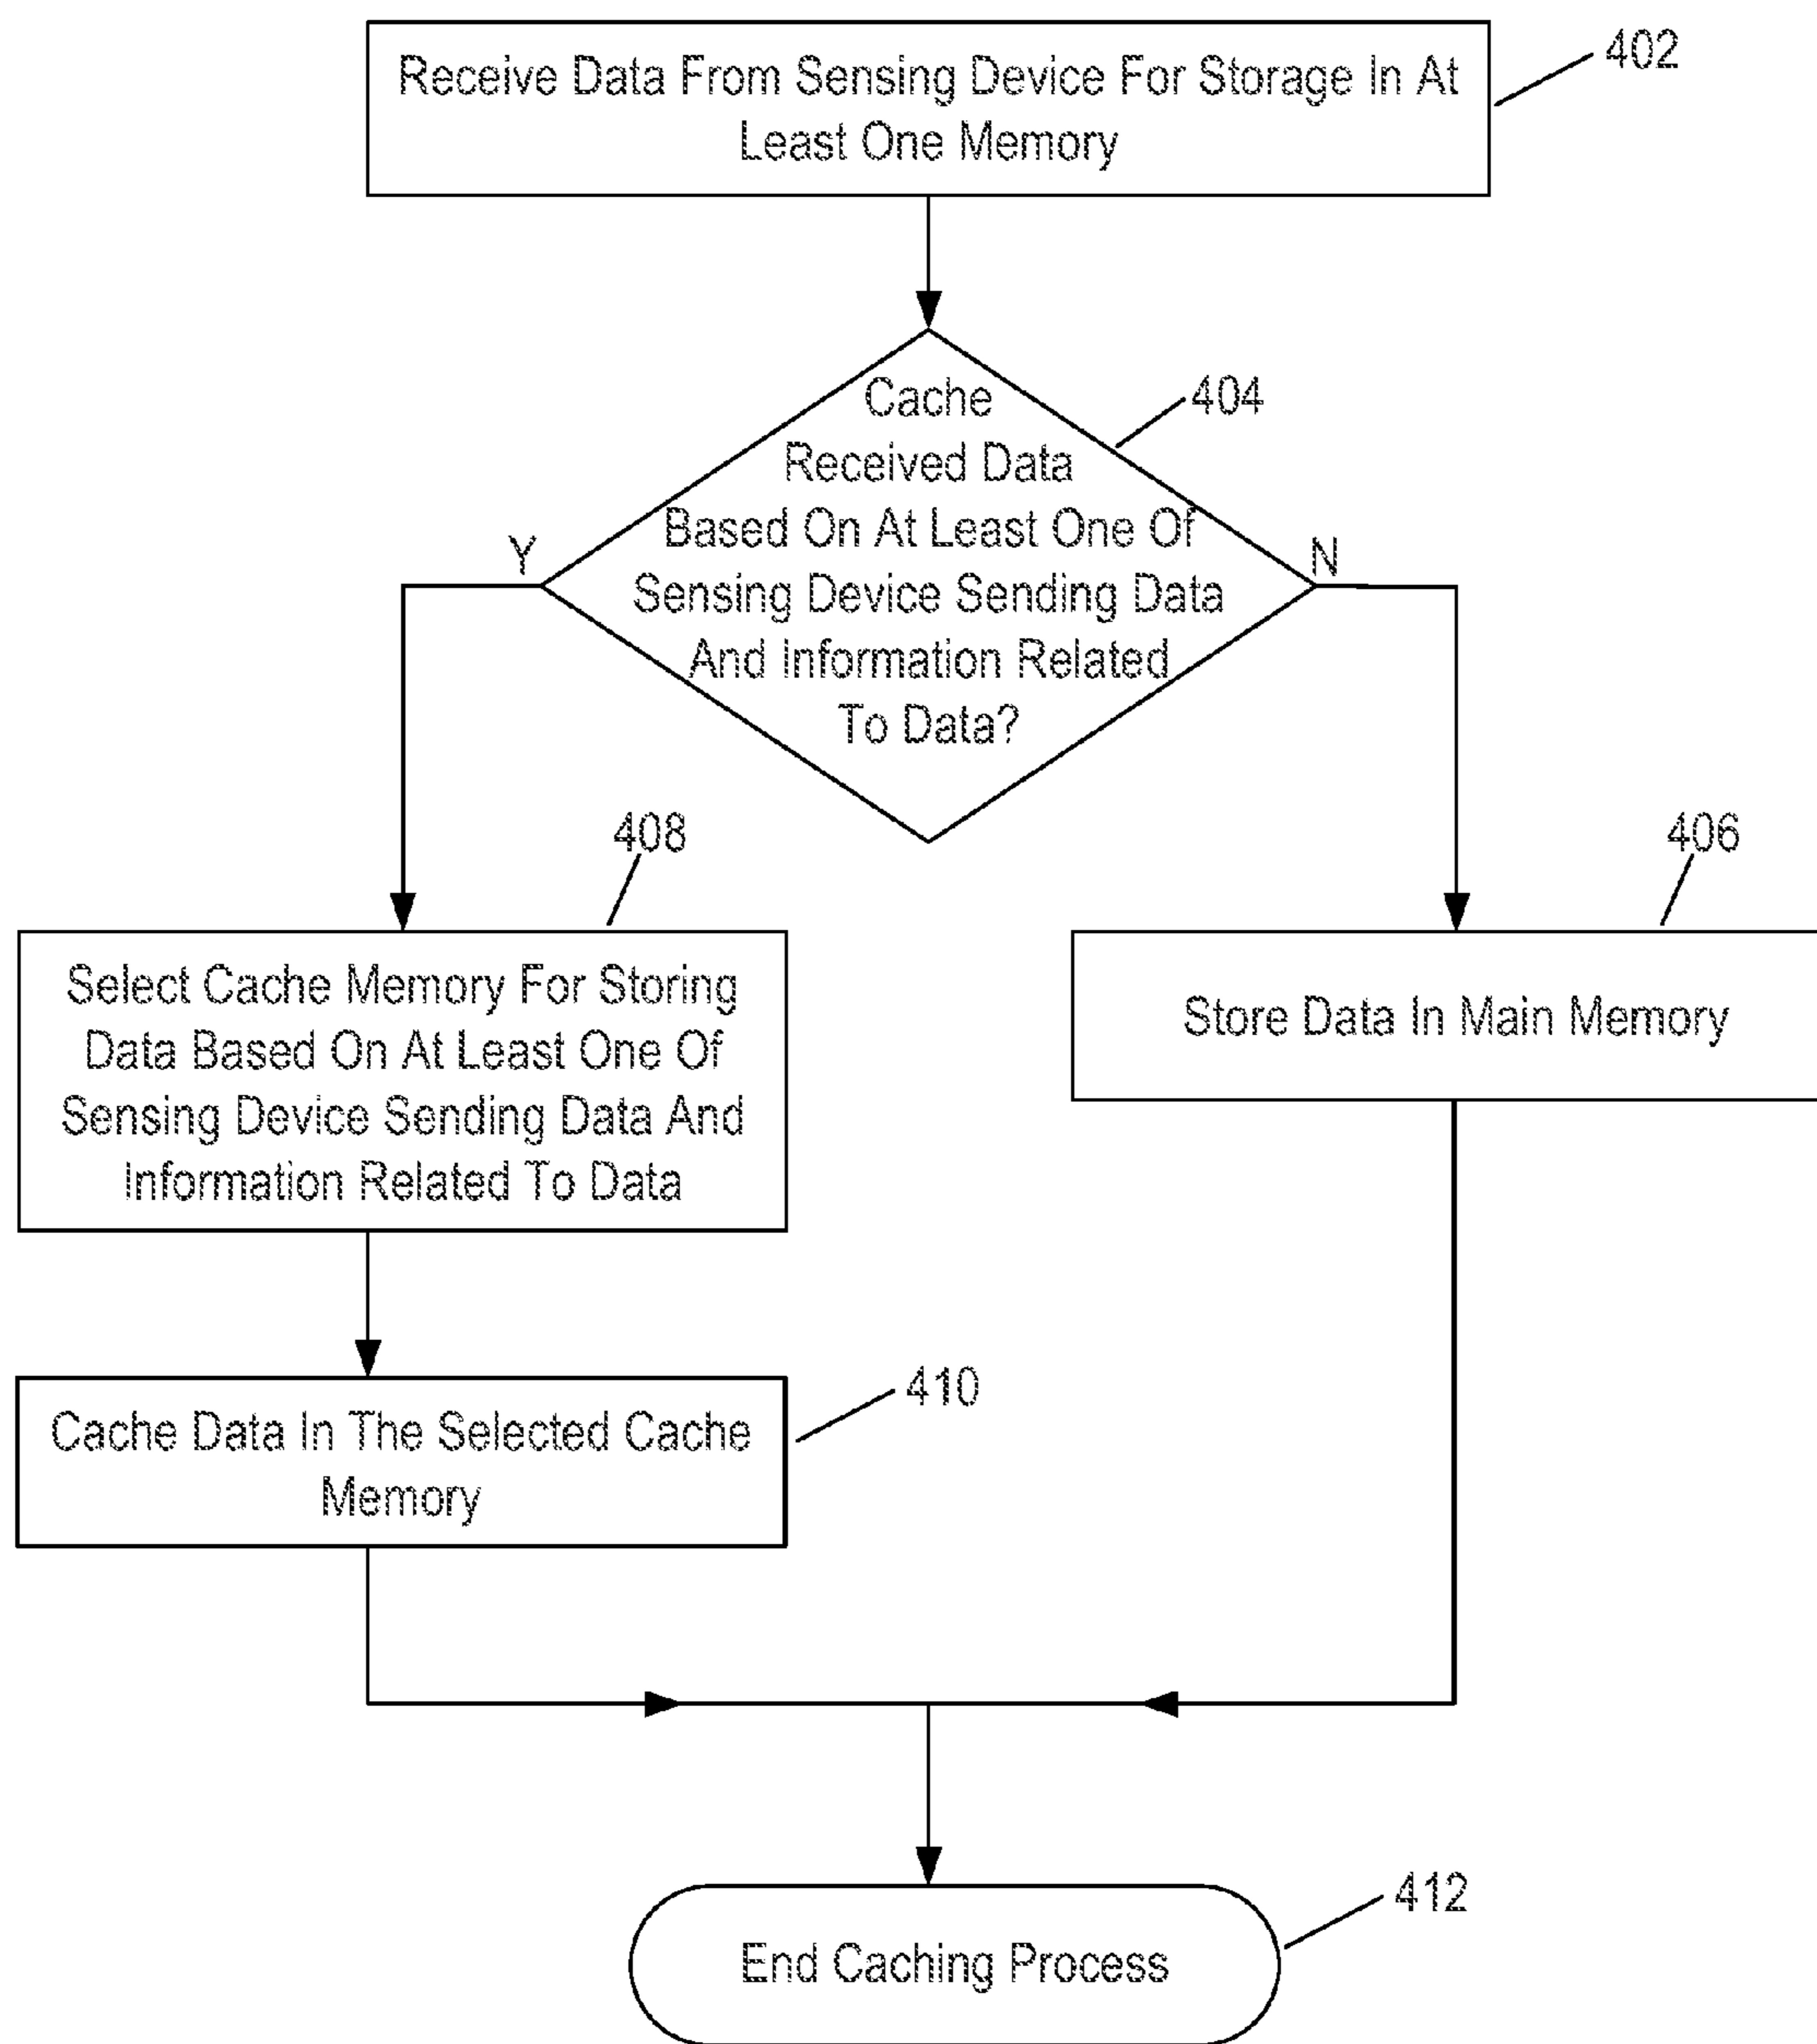 Receive Data From Sensing Device For Storage In At
Least One Memory
402
Cache
Received Data
Based On At Least One Of
Sensing Device Sending Data
And Information Related
To Data?
404
Y
N
408
406
Select Cache Memory For Storing
Data Based On At Least One Of
Sensing Device Sending Data And
Information Related To Data
Store Data In Main Memory
410
Cache Data In The Selected Cache
Memory
412
End Caching Process